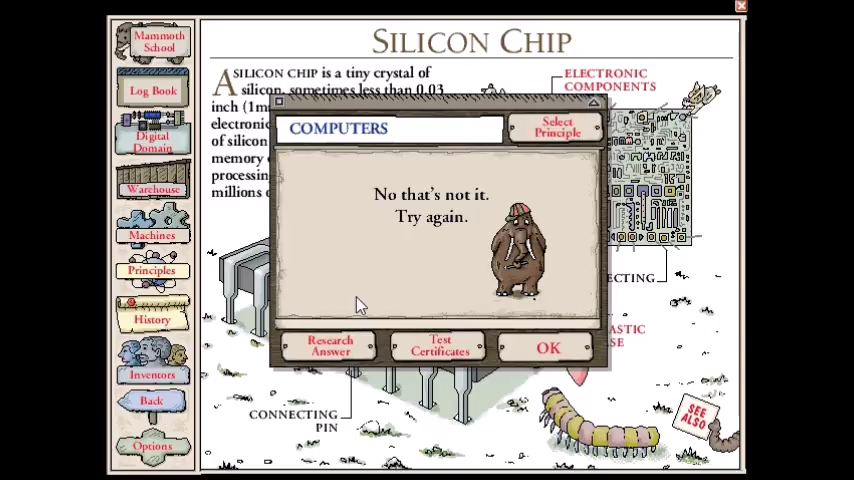 Mammoth
School
Log Book
Digital
Domain
Warehouse
Machines
Principles
History
Inventors
Back
Options
SILICON CHIP
A SILICON CHIP is a tiny crystal of
silicon, sometimes less than 0.03
inch (1m
electronic
of silicon
memory
processing
millions o
ELECTRONIC
COMPONENTS
COMPUTERS
Select
Principle
No that's not it.
Try again.
Research
Answer
Test
Certificates
OK
ECTING
ASTIC
SE
CONNECTING
PIN
SEE
ALSO